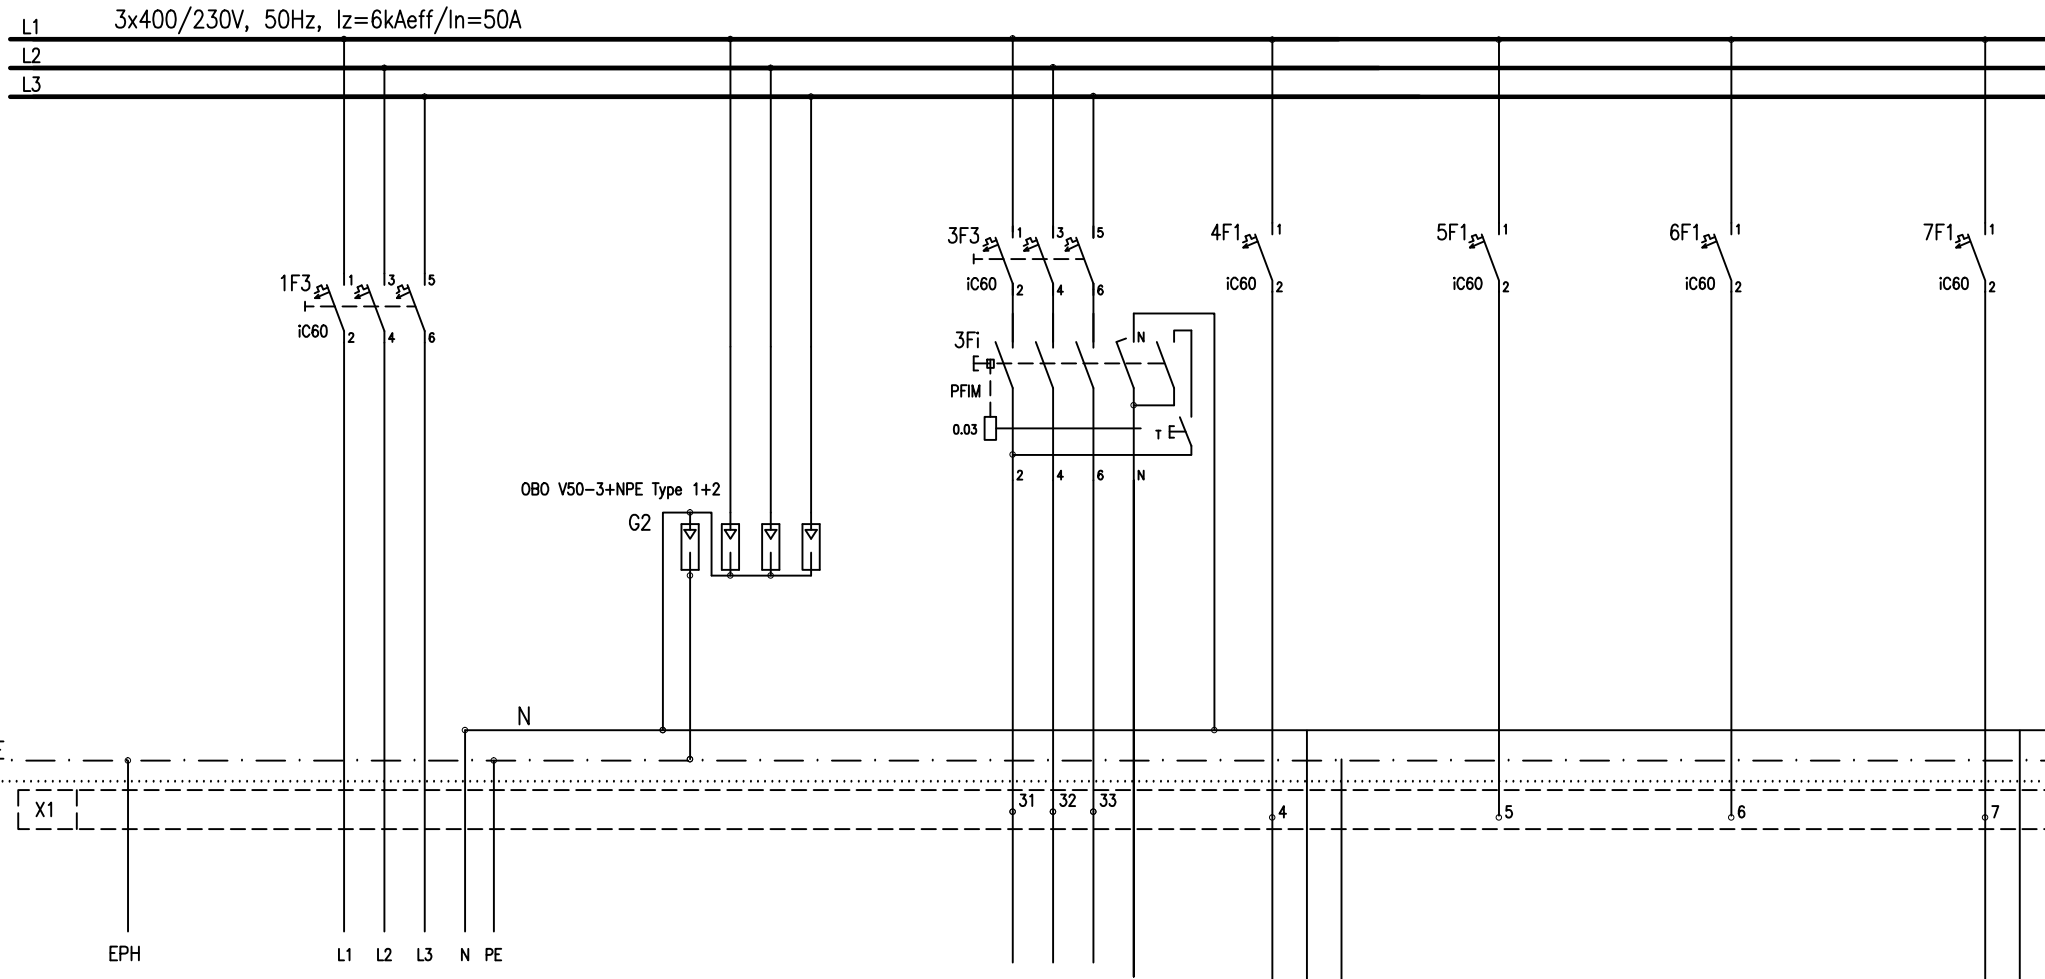 3x400/230V, 50Hz, Iz=6kAeff/In=50A
L1
L2
L3
1F3 1 3 5
iC60 2 4 6
OBO V50-3+NPE Type 1+2
G2
3F3 1 3 5
iC60 2 4 6
3Fi N
PFIM
0.03 T
2 4 6 N
4F1 1
iC60 2
5F1 1
iC60 2
6F1 1
iC60 2
7F1 1
iC60 2
N
X1 31 32 33 4 5 6 7
EPH L1 L2 L3 N PE